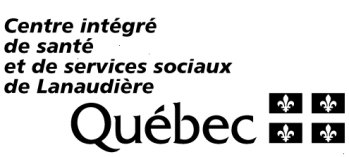 Centre intégré
de santé
et de services sociaux
de Lanaudière
Québec